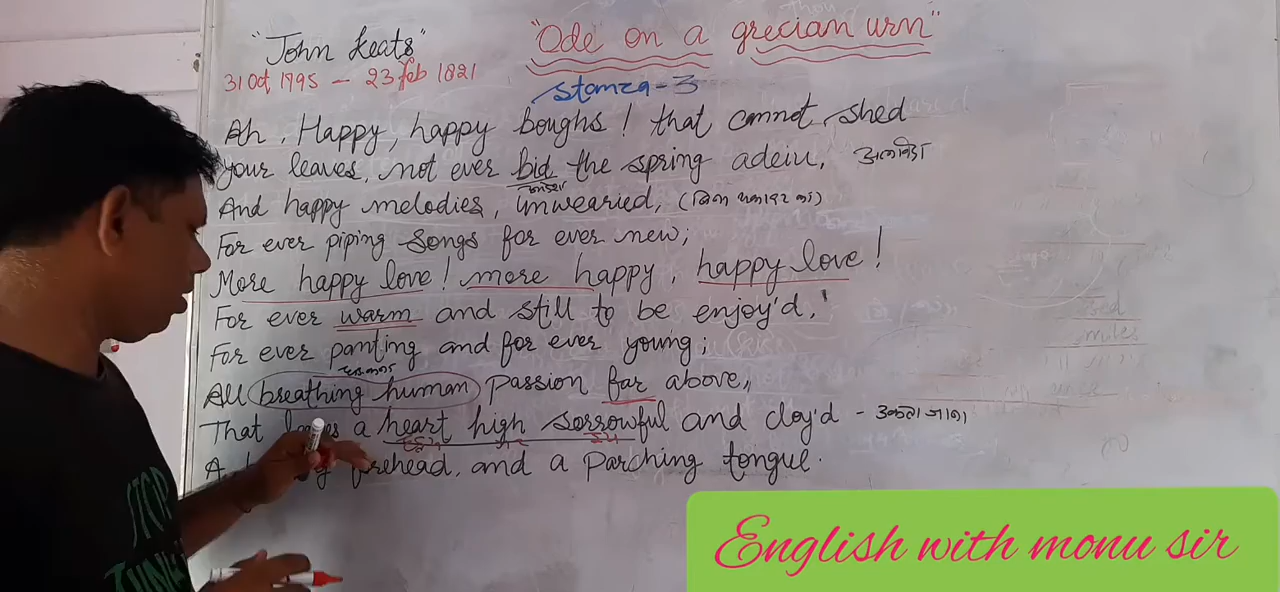 "John Keats"
"Ode on a grecian urn"
31 Oct 1795 - 23 feb 1821
Stanza-3
Ah, Happy, happy boughs! that cannot shed
your leaves, not ever bid the spring adeiu, अलविदा
And happy melodies, unwearied,
For ever piping songs for ever new;
More happy love! more happy, happy love!
For ever warm and still to be enjoy'd,
For ever panting and for ever young;
All breathing human passion far above,
That a heart high sorrowful and cloy'd - उकता जाना
forehead, and a parching tongue.
English with monu sir